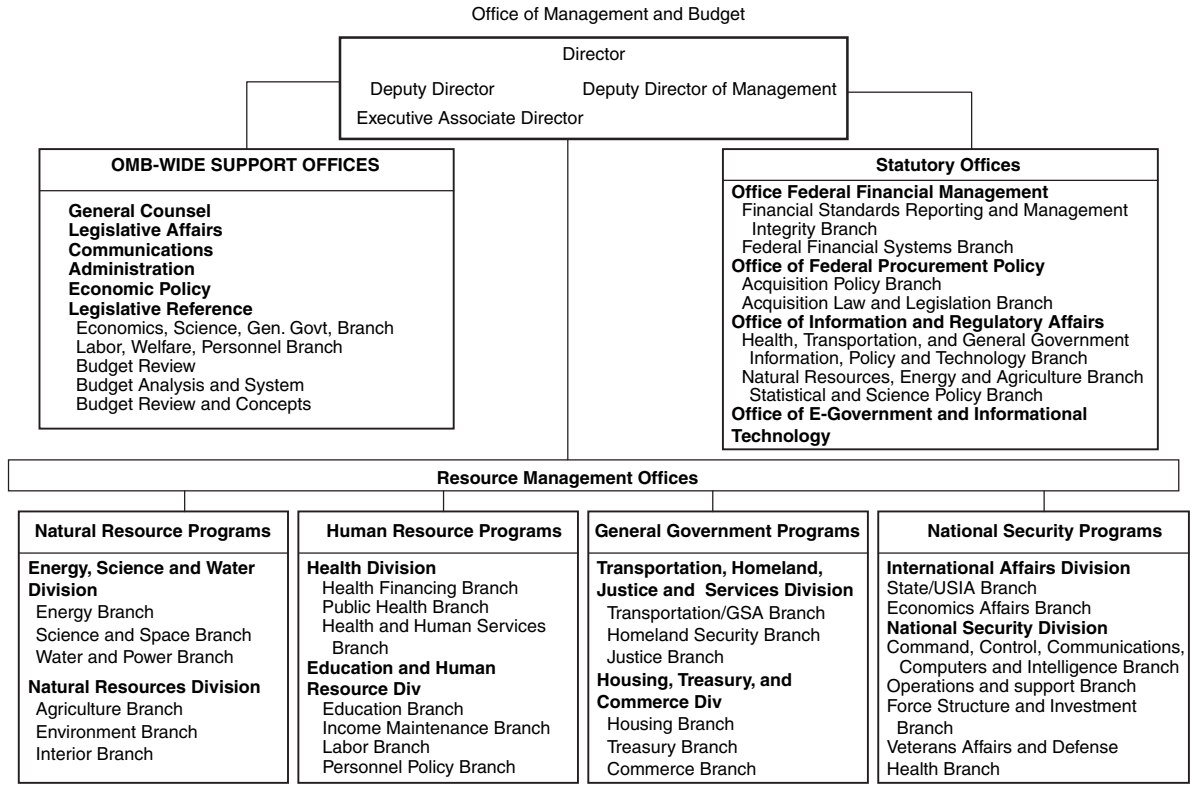 Office of Management and Budget
Director
Deputy Director
Deputy Director of Management
Executive Associate Director
OMB-WIDE SUPPORT OFFICES
General Counsel
Legislative Affairs
Communications
Administration
Economic Policy
Legislative Reference
Economics, Science, Gen. Govt, Branch
Labor, Welfare, Personnel Branch
Budget Review
Budget Analysis and System
Budget Review and Concepts
Statutory Offices
Office Federal Financial Management
Financial Standards Reporting and Management
Integrity Branch
Federal Financial Systems Branch
Office of Federal Procurement Policy
Acquisition Policy Branch
Acquisition Law and Legislation Branch
Office of Information and Regulatory Affairs
Health, Transportation, and General Government
Information, Policy and Technology Branch
Natural Resources, Energy and Agriculture Branch
Statistical and Science Policy Branch
Office of E-Government and Informational
Technology
Resource Management Offices
Natural Resource Programs
Energy, Science and Water
Division
Energy Branch
Science and Space Branch
Water and Power Branch
Natural Resources Division
Agriculture Branch
Environment Branch
Interior Branch
Human Resource Programs
Health Division
Health Financing Branch
Public Health Branch
Health and Human Services
Branch
Education and Human
Resource Div
Education Branch
Income Maintenance Branch
Labor Branch
Personnel Policy Branch
General Government Programs
Transportation, Homeland,
Justice and Services Division
Transportation/GSA Branch
Homeland Security Branch
Justice Branch
Housing, Treasury, and
Commerce Div
Housing Branch
Treasury Branch
Commerce Branch
National Security Programs
International Affairs Division
State/USIA Branch
Economics Affairs Branch
National Security Division
Command, Control, Communications,
Computers and Intelligence Branch
Operations and support Branch
Force Structure and Investment
Branch
Veterans Affairs and Defense
Health Branch